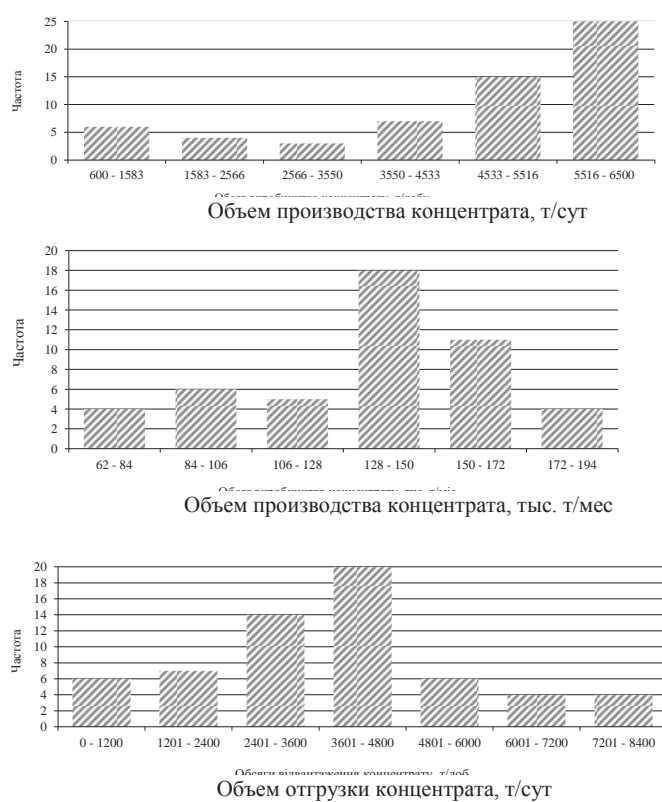 25
20
15
10
5
0
Частота
600 - 1583 1583 - 2566 2566 - 3550 3550 - 4533 4533 - 5516 5516 - 6500
Объем производства концентрата, т/сут
20
18
16
14
12
10
8
6
4
2
0
Частота
62 - 84 84 - 106 106 - 128 128 - 150 150 - 172 172 - 194
Объем производства концентрата, тыс. т/мес
20
18
16
14
12
10
8
6
4
2
0
Частота
0 - 1200 1201 - 2400 2401 - 3600 3601 - 4800 4801 - 6000 6001 - 7200 7201 - 8400
Обсяги відвантаження концентрату, т/доб
Объем отгрузки концентрата, т/сут